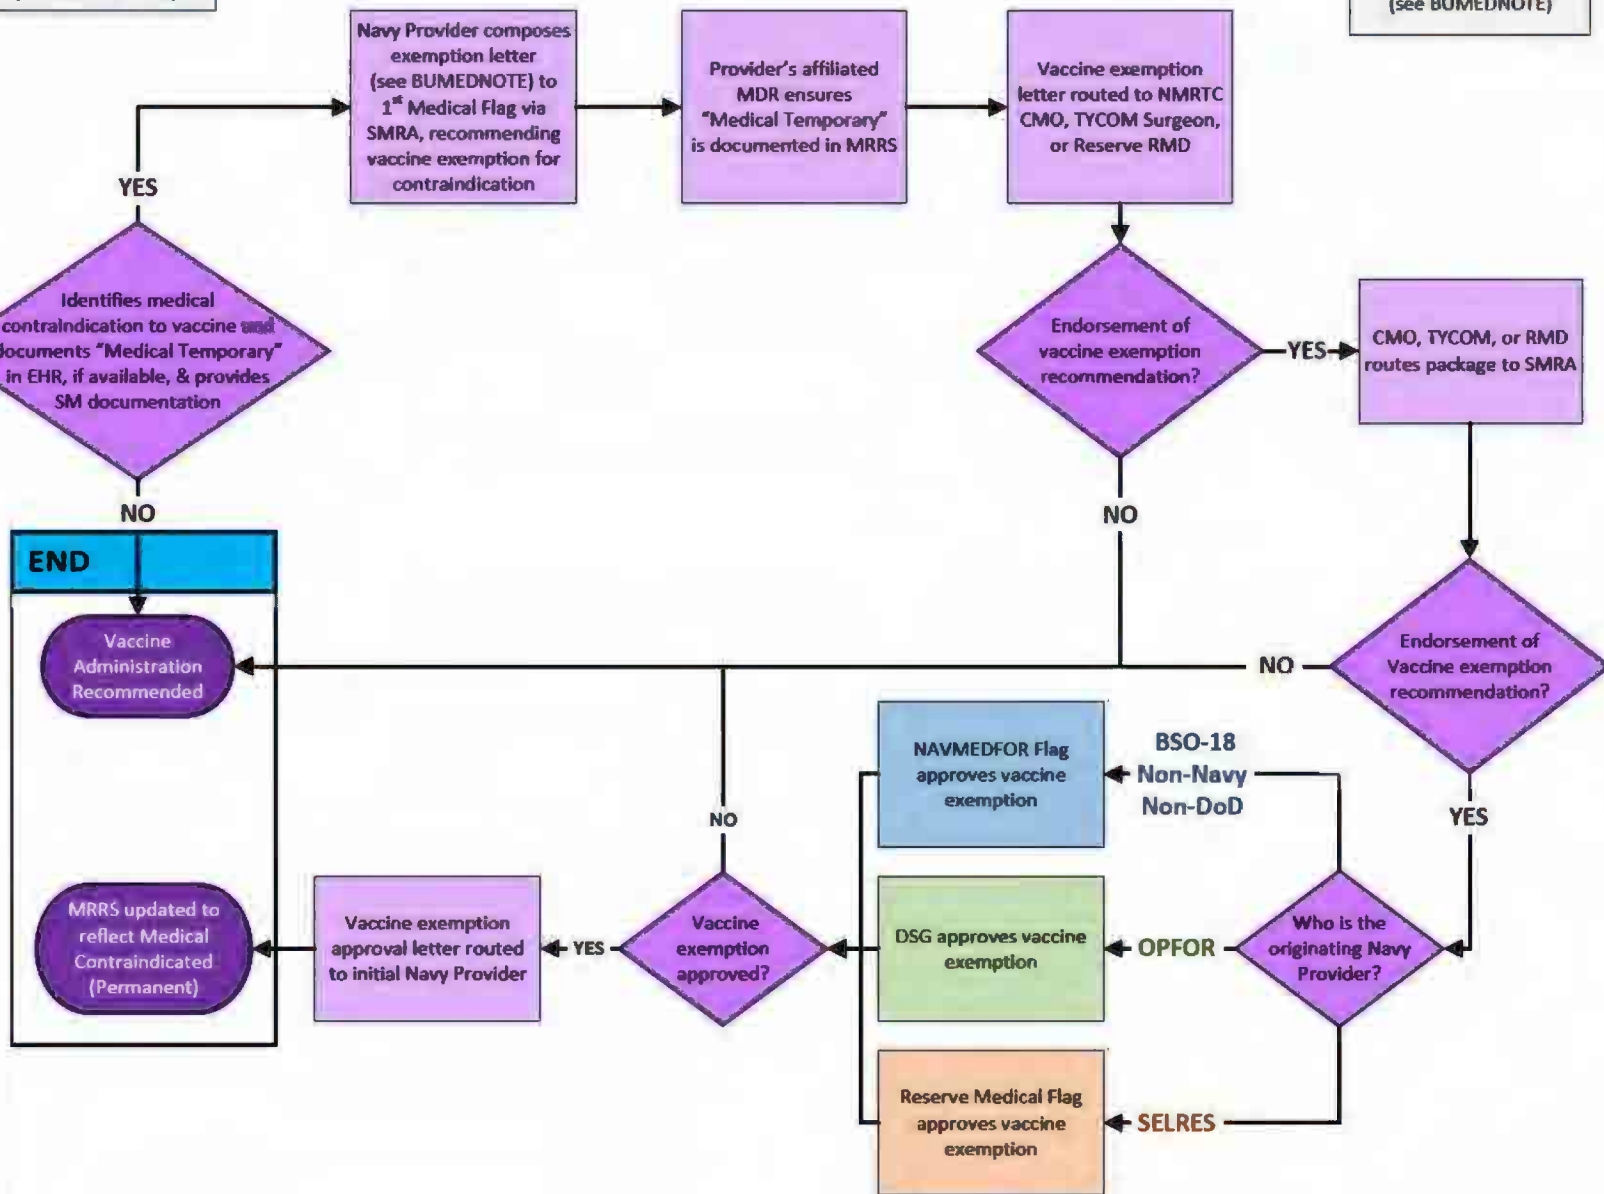 (see BUMEDNOTE)
Navy Provider composes
exemption letter
(see BUMEDNOTE) to
1st Medical Flag via
SMRA, recommending
vaccine exemption for
contraindication
Provider's affiliated
MDR ensures
"Medical Temporary"
is documented in MRRS
Vaccine exemption
letter routed to NMRTC
CMO, TYCOM Surgeon,
or Reserve RMD
YES
Identifies medical
contraindication to vaccine and
documents "Medical Temporary"
in EHR, if available, & provides
SM documentation
NO
Endorsement of
vaccine exemption
recommendation?
YES
CMO, TYCOM, or RMD
routes package to SMRA
NO
END
Vaccine
Administration
Recommended
NO
Endorsement of
Vaccine exemption
recommendation?
YES
NAVMEDFOR Flag
approves vaccine
exemption
BSO-18
Non-Navy
Non-DoD
NO
MRRS updated to
reflect Medical
Contraindicated
(Permanent)
Vaccine exemption
approval letter routed
to initial Navy Provider
YES
Vaccine
exemption
approved?
DSG approves vaccine
exemption
OPFOR
Who is the
originating Navy
Provider?
Reserve Medical Flag
approves vaccine
exemption
SELRES